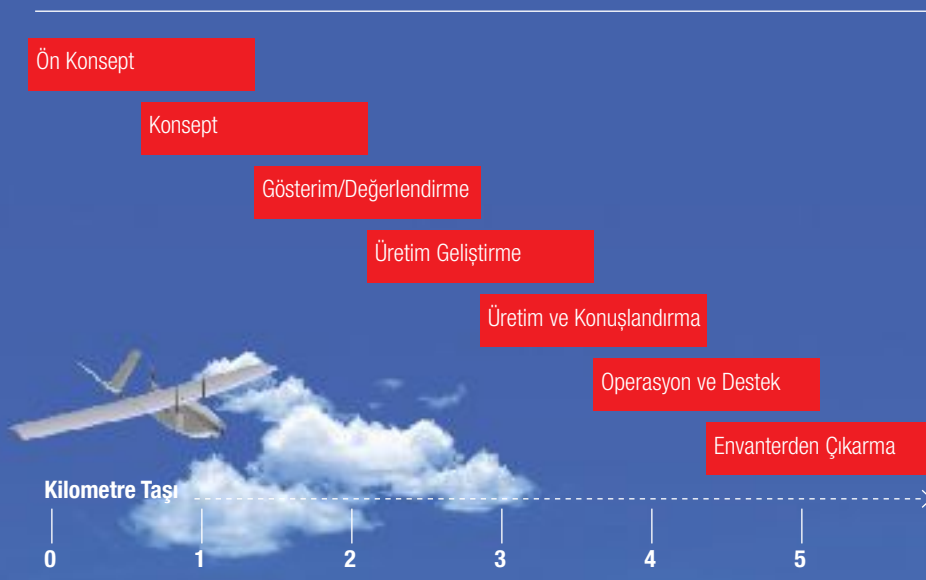 Ön Konsept
Konsept
Gösterim/Değerlendirme
Üretim Geliştirme
Üretim ve Konuşlandırma
Operasyon ve Destek
Envanterden Çıkarma
Kilometre Taşı
0 1 2 3 4 5